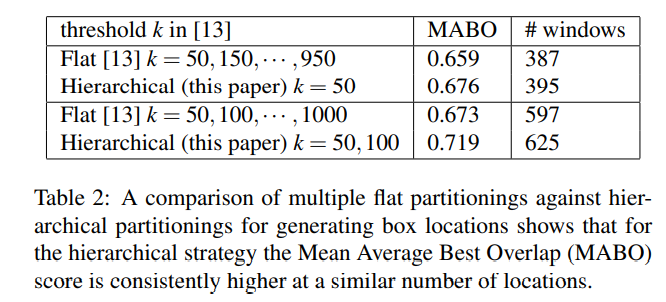 threshold k in [13] MABO # windows
Flat [13] k = 50,150,··· ,950 0.659 387
Hierarchical (this paper) k = 50 0.676 395
Flat [13] k = 50,100,··· ,1000 0.673 597
Hierarchical (this paper) k = 50,100 0.719 625
Table 2: A comparison of multiple flat partitionings against hier-
archical partitionings for generating box locations shows that for
the hierarchical strategy the Mean Average Best Overlap (MABO)
score is consistently higher at a similar number of locations.